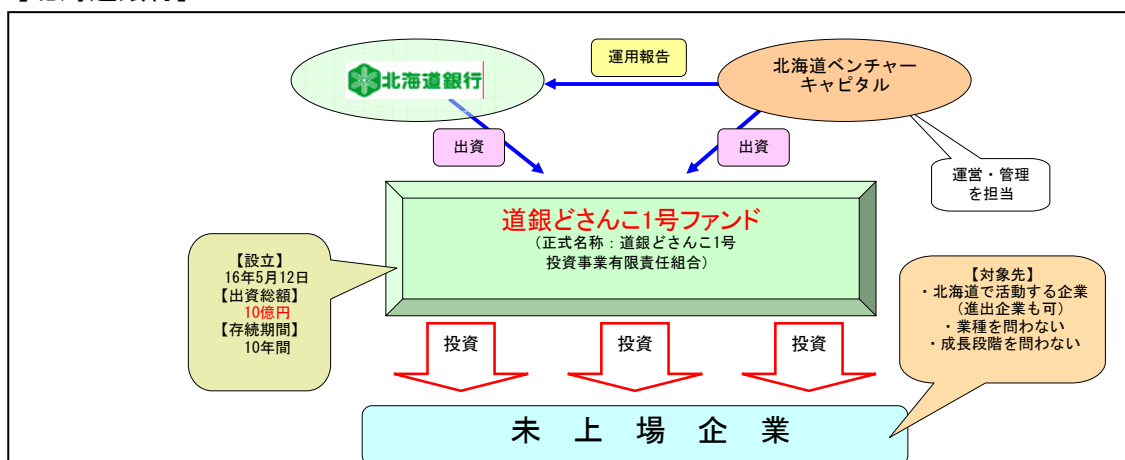 運用報告
北海道銀行
北海道ベンチャー
キャピタル
出資
出資
運営・管理
を担当
道銀どさんこ1号ファンド
（正式名称：道銀どさんこ1号
投資事業有限責任組合）
【設立】
16年5月12日
【出資総額】
10億円
【存続期間】
10年間
【対象先】
・北海道で活動する企業
（進出企業も可）
・業種を問わない
・成長段階を問わない
投資
投資
投資
未上場企業